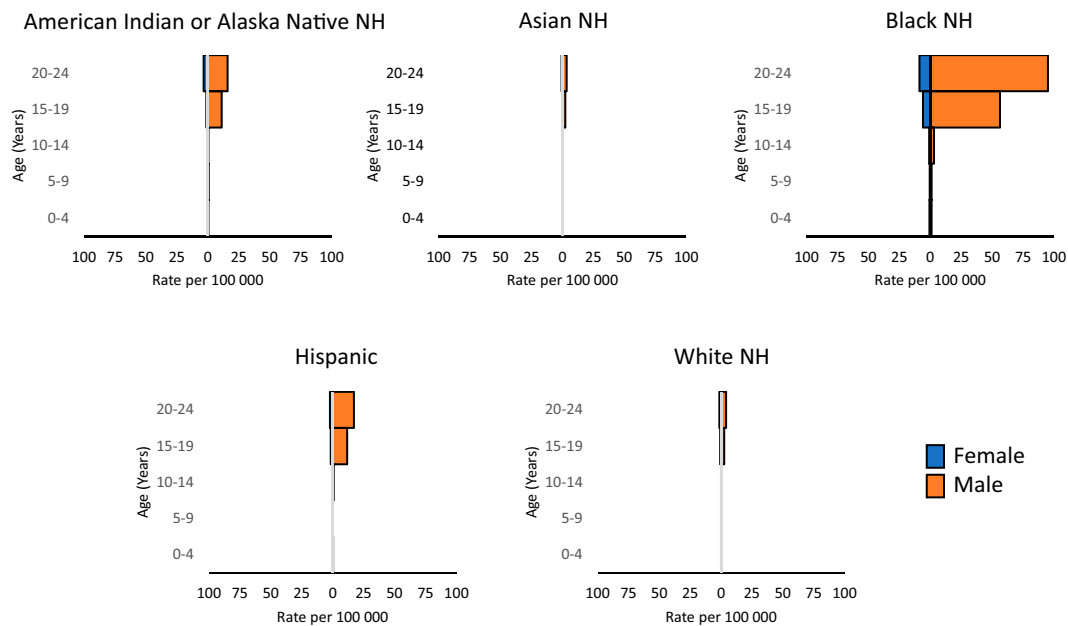 American Indian or Alaska Native NH
Age (Years)
20-24
15-19
10-14
5-9
0-4
100 75 50 25 0 25 50 75 100
Rate per 100 000
Asian NH
Age (Years)
20-24
15-19
10-14
5-9
0-4
100 75 50 25 0 25 50 75 100
Rate per 100 000
Black NH
Age (Years)
20-24
15-19
10-14
5-9
0-4
100 75 50 25 0 25 50 75 100
Rate per 100 000
Hispanic
Age (Years)
20-24
15-19
10-14
5-9
0-4
100 75 50 25 0 25 50 75 100
Rate per 100 000
White NH
Age (Years)
20-24
15-19
10-14
5-9
0-4
100 75 50 25 0 25 50 75 100
Rate per 100 000
Female
Male